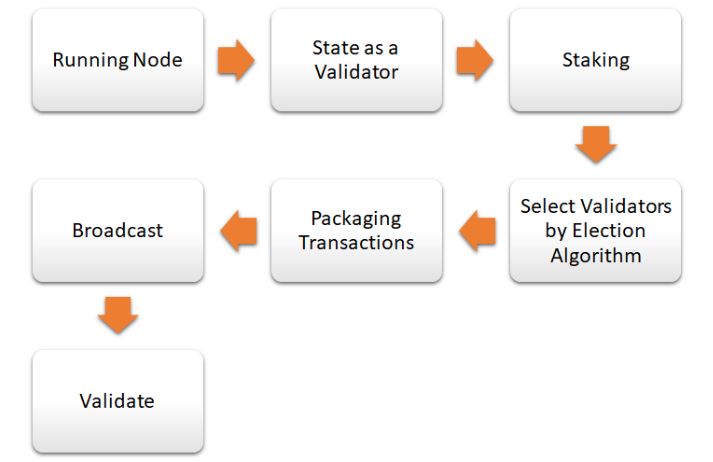 Running Node
State as a
Validator
Staking
Select Validators
by Election
Algorithm
Packaging
Transactions
Broadcast
Validate